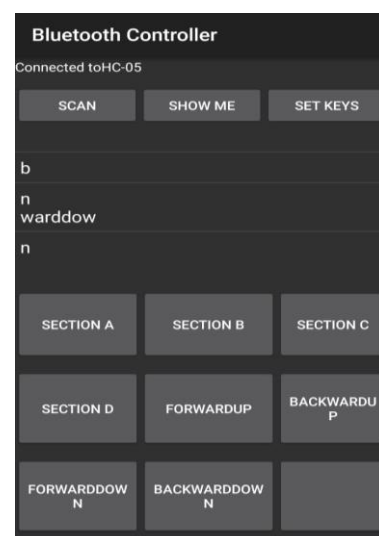 Bluetooth Controller
Connected toHC-05
SCAN SHOW ME SET KEYS
b
n
warddow
n
SECTION A SECTION B SECTION C
SECTION D FORWARDUP BACKWARDU
P
FORWARDDOW BACKWARDDOW
N N